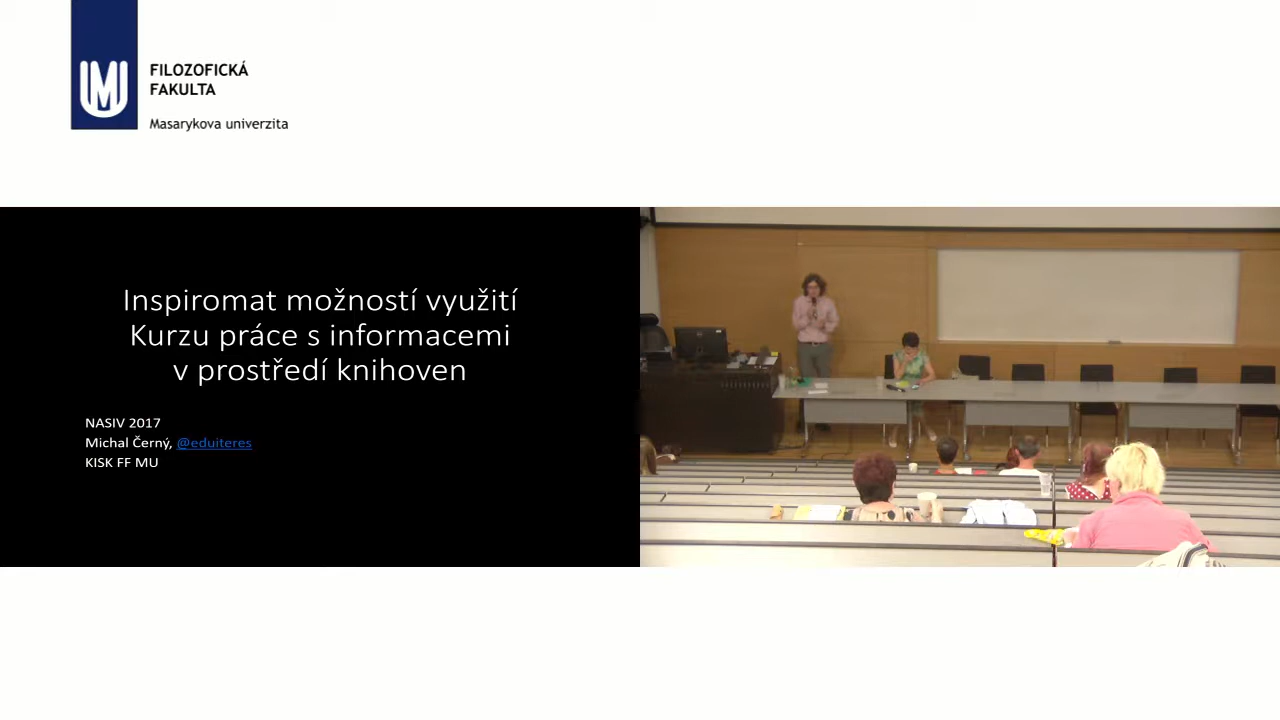 FILOZOFICKÁ
FAKULTA
Masarykova univerzita
Inspiromat možností využití
Kurzu práce s informacemi
v prostředí knihoven
NASIV 2017
Michal Černý, @eduiteres
KISK FF MU